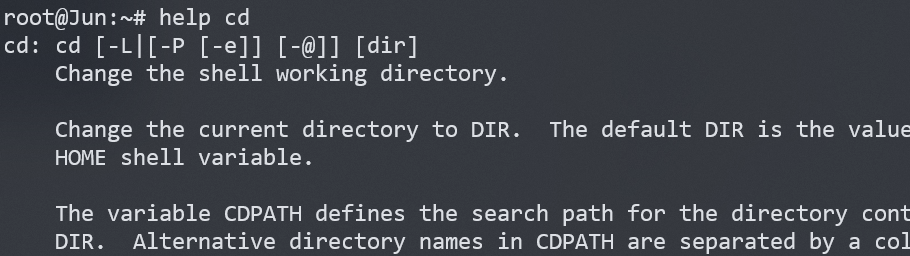 root@Jun:~# help cd
cd: cd [-L|[-P [-e]] [-@]] [dir]
Change the shell working directory.
Change the current directory to DIR.  The default DIR is the value
HOME shell variable.
The variable CDPATH defines the search path for the directory cont
DIR.  Alternative directory names in CDPATH are separated by a col